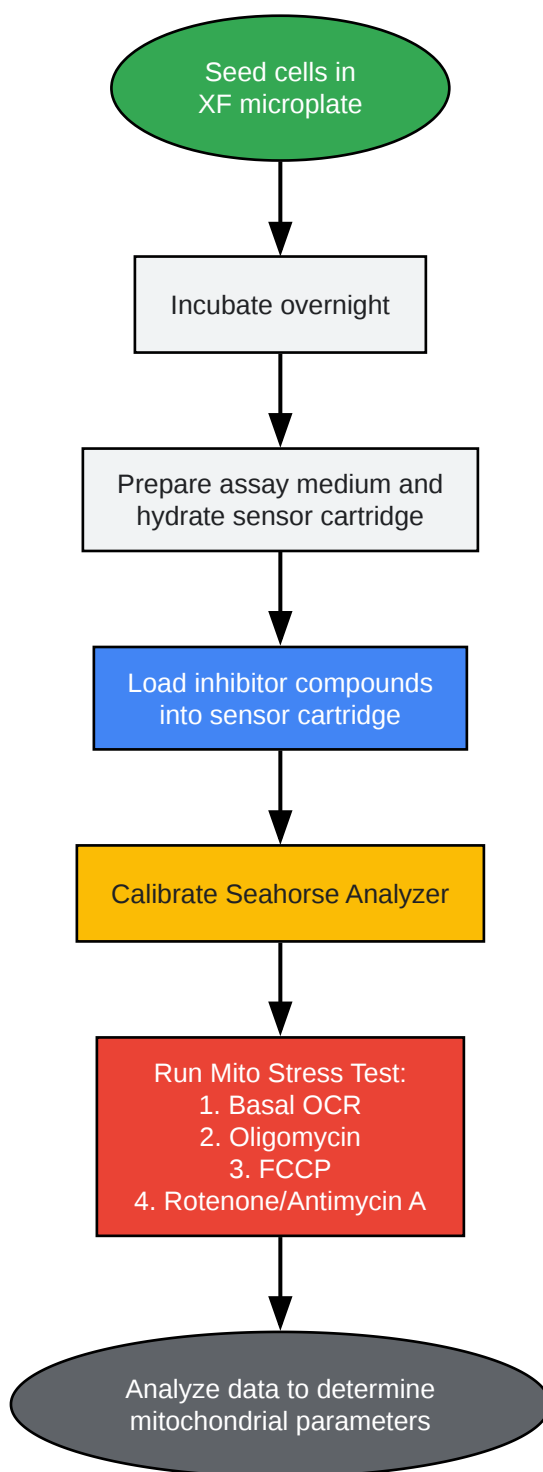 Seed cells in
XF microplate
Incubate overnight
Prepare assay medium and
hydrate sensor cartridge
Load inhibitor compounds
into sensor cartridge
Calibrate Seahorse Analyzer
Run Mito Stress Test:
1. Basal OCR
2. Oligomycin
3. FCCP
4. Rotenone/Antimycin A
Analyze data to determine
mitochondrial parameters